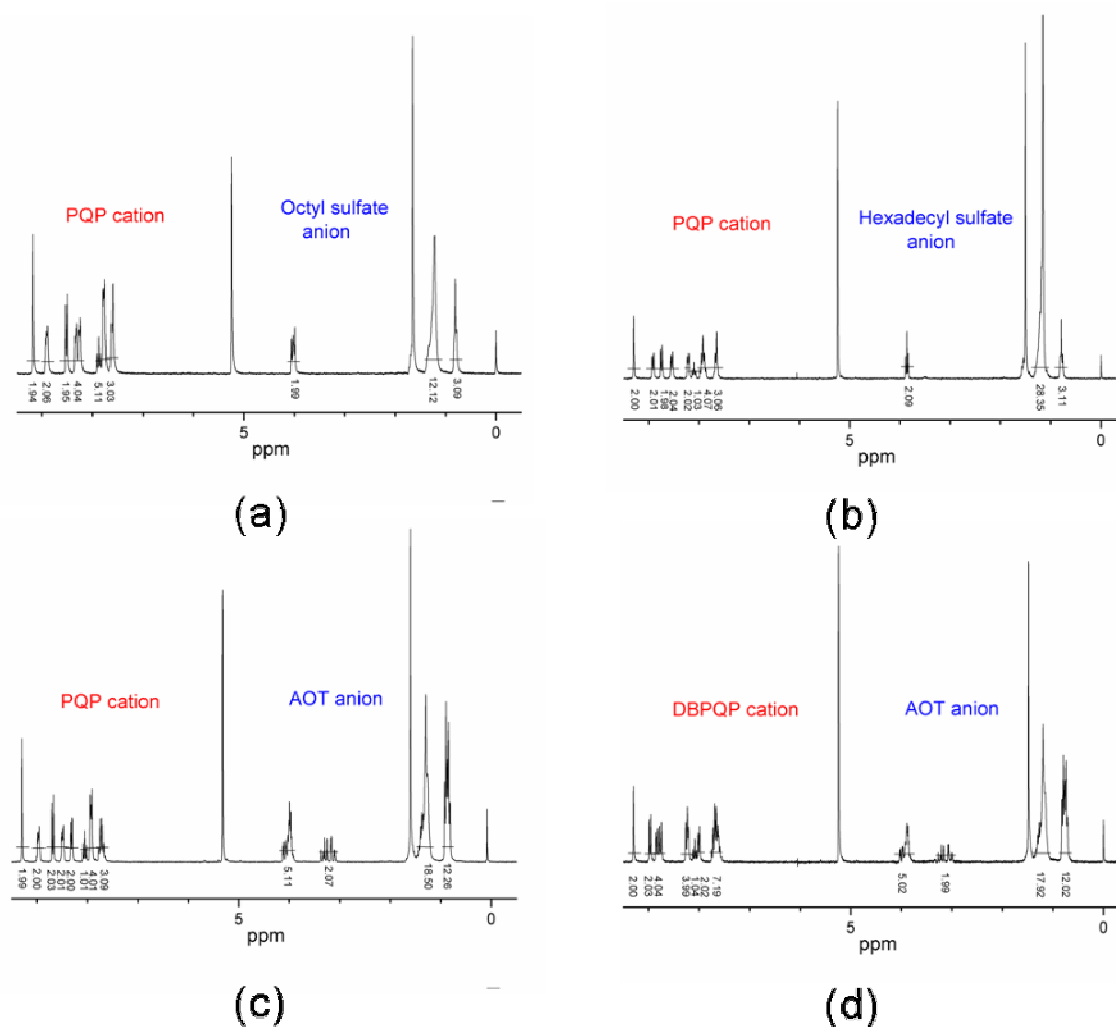 PQP cation
Octyl sulfate
anion
1.94
2.06
1.95
4.04
5.11
3.03
1.99
12.12
3.09
5
0
ppm
(a)
PQP cation
Hexadecyl sulfate
anion
2.00
2.01
1.98
2.04
2.02
1.03
4.07
3.06
2.09
28.35
3.11
5
0
ppm
(b)
PQP cation
AOT anion
1.99
2.00
2.03
2.01
2.00
1.01
4.01
3.09
5.11
2.07
18.50
12.26
5
0
ppm
(c)
DBPQP cation
AOT anion
2.00
2.03
4.04
3.90
1.04
2.02
7.19
5.02
1.99
17.92
12.02
5
0
ppm
(d)